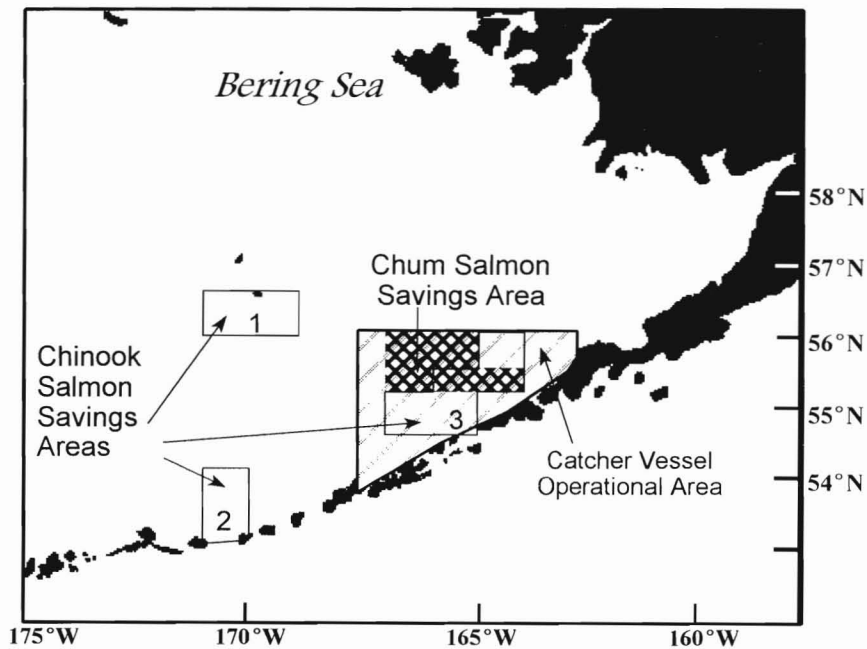 Bering Sea
58°N
57°N
Chum Salmon
Savings Area
1
56°N
Chinook
Salmon
Savings
Areas
3
55°N
Catcher Vessel
Operational Area
54°N
2
175°W
170°W
165°W
160°W